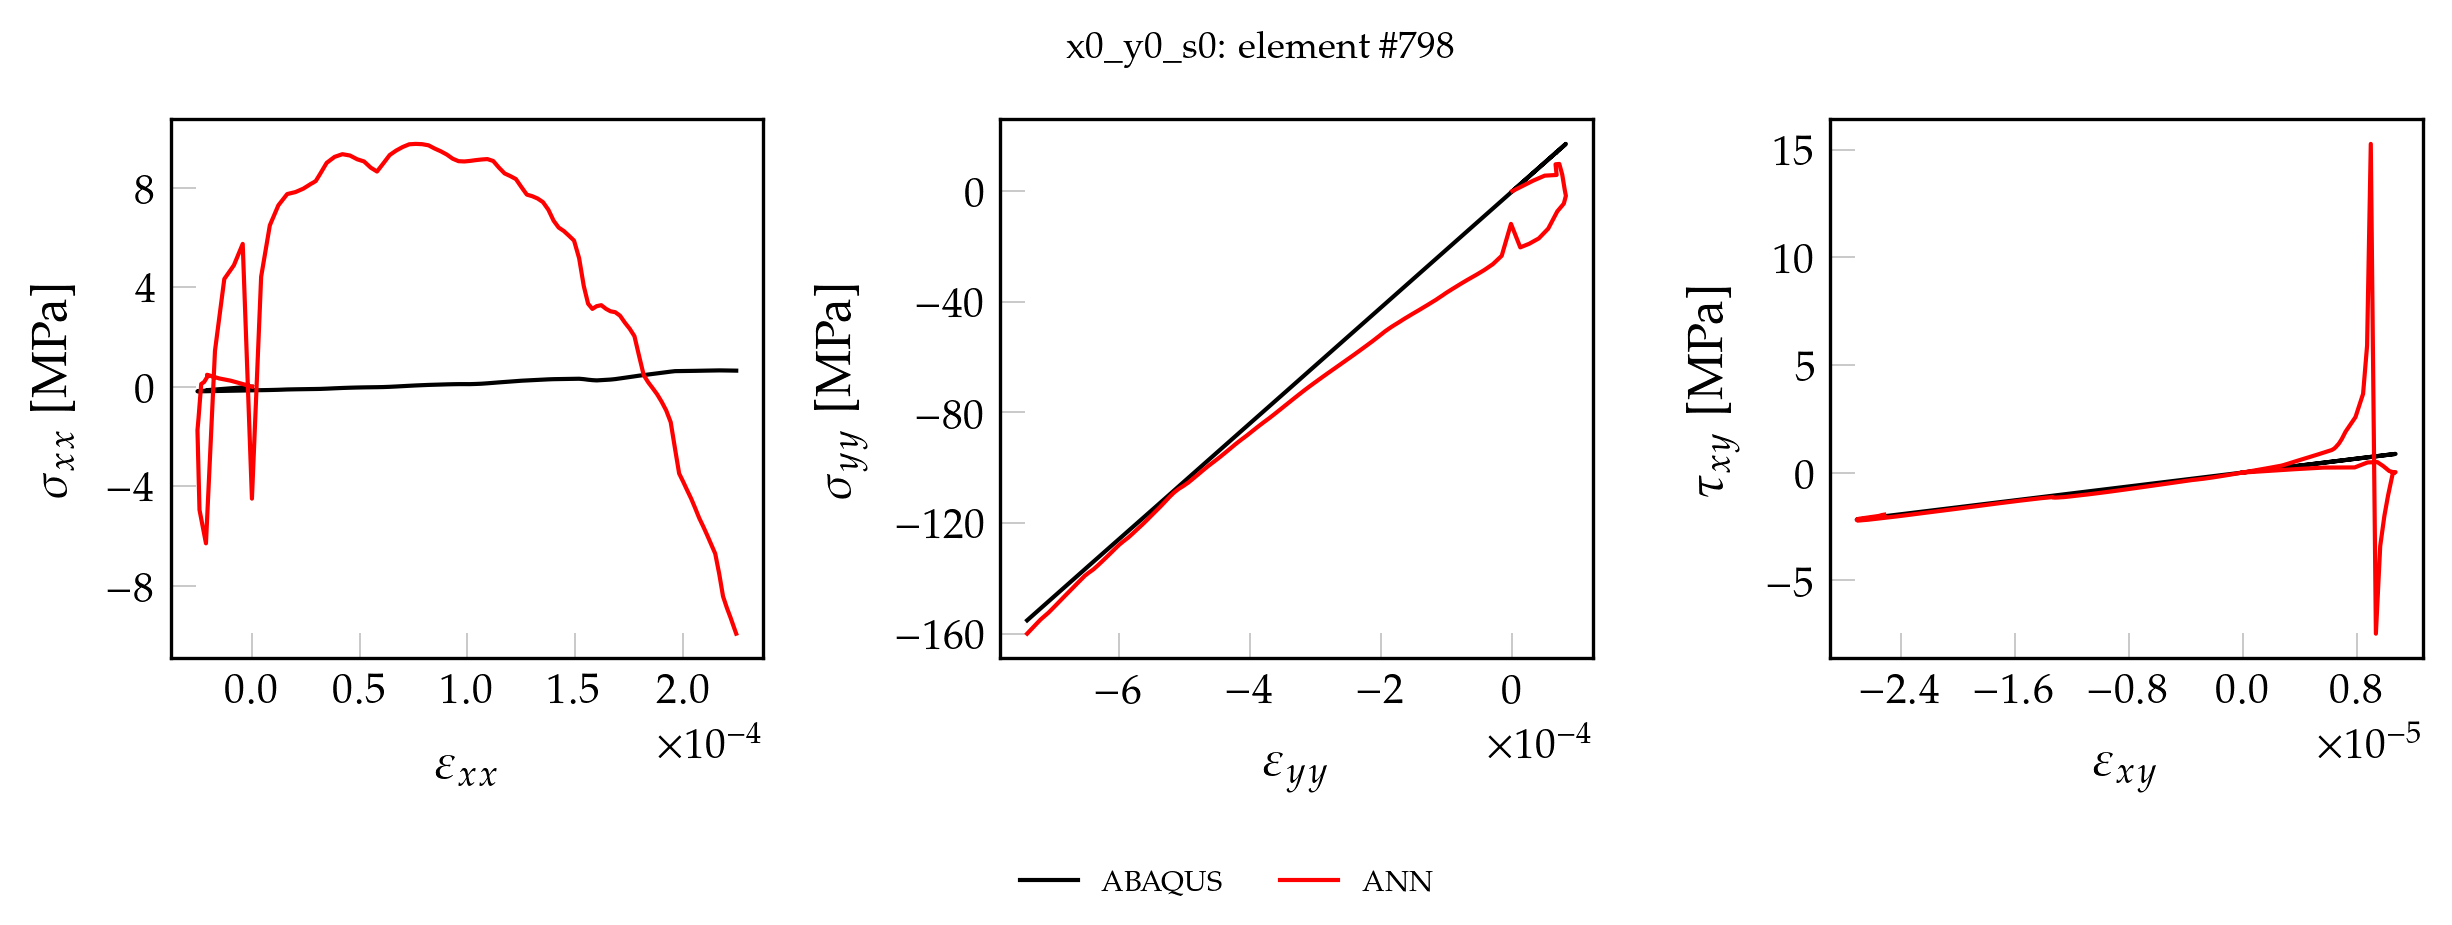 x0_y0_s0: element #798
σxx [MPa]
8
4
0
−4
−8
0.0 0.5 1.0 1.5 2.0
×10⁻⁴
εxx
σyy [MPa]
0
−40
−80
−120
−160
−6 −4 −2 0
×10⁻⁴
εyy
τxy [MPa]
15
10
5
0
−5
−2.4 −1.6 −0.8 0.0 0.8
×10⁻⁵
εxy
ABAQUS ANN